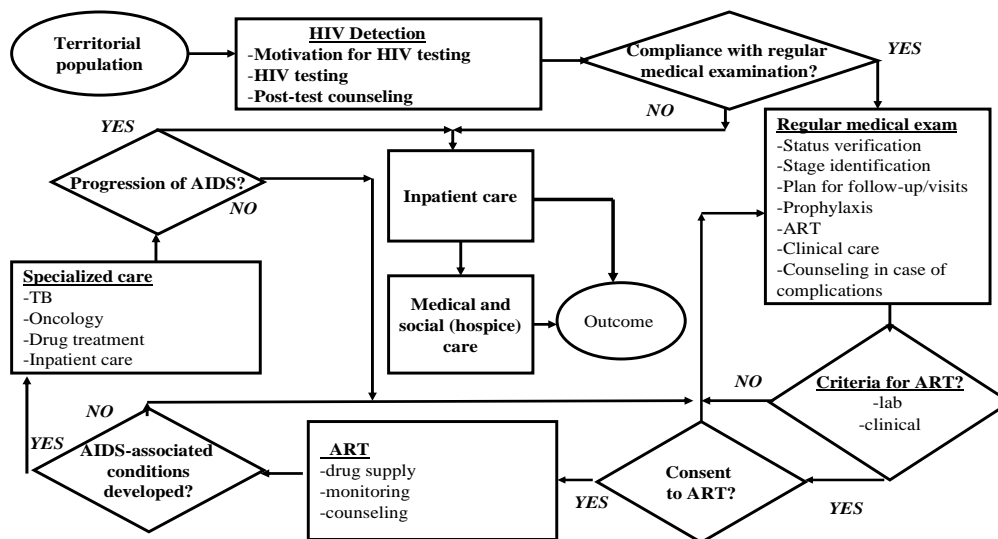 Territorial
population
HIV Detection
-Motivation for HIV testing
-HIV testing
-Post-test counseling
Compliance with regular
medical examination?
YES
NO
Regular medical exam
-Status verification
-Stage identification
-Plan for follow-up/visits
-Prophylaxis
-ART
-Clinical care
-Counseling in case of
complications
YES
Progression of AIDS?
NO
Inpatient care
Medical and
social (hospice)
care
Outcome
Specialized care
-TB
-Oncology
-Drug treatment
-Inpatient care
NO
Criteria for ART?
-lab
-clinical
YES
Consent
to ART?
YES
ART
-drug supply
-monitoring
-counseling
NO
YES
AIDS-associated
conditions
developed?